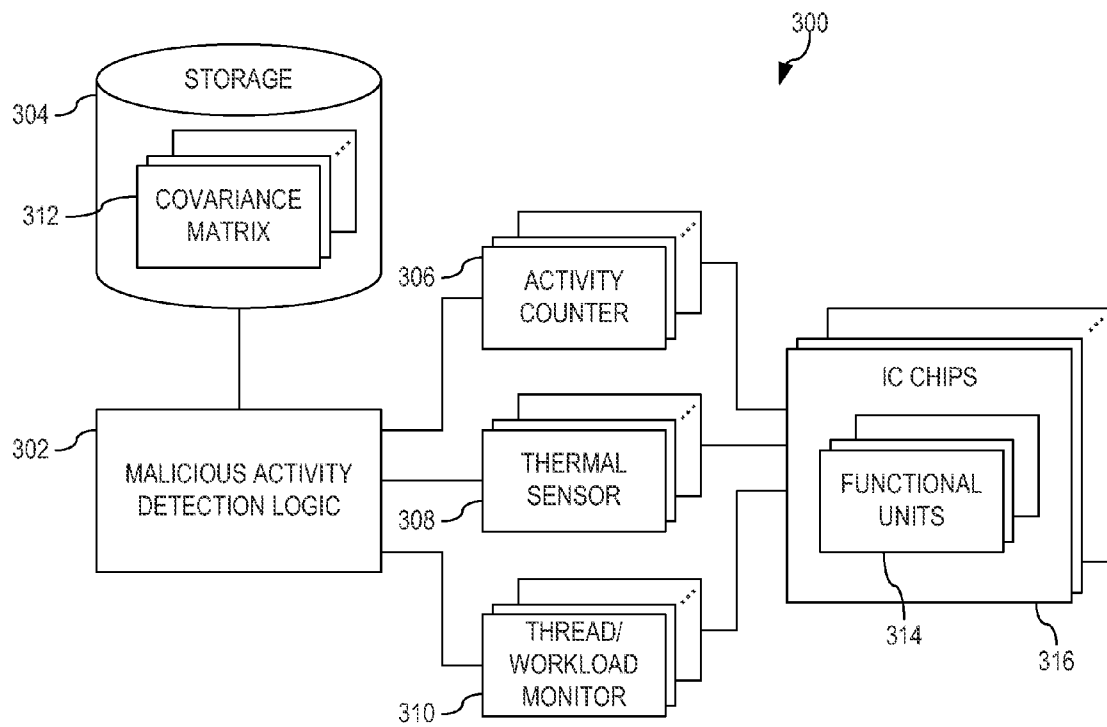 300
STORAGE
304
COVARIANCE
MATRIX
312
306
ACTIVITY
COUNTER
IC CHIPS
302
MALICIOUS ACTIVITY
DETECTION LOGIC
THERMAL
SENSOR
308
FUNCTIONAL
UNITS
314
316
THREAD/
WORKLOAD
MONITOR
310